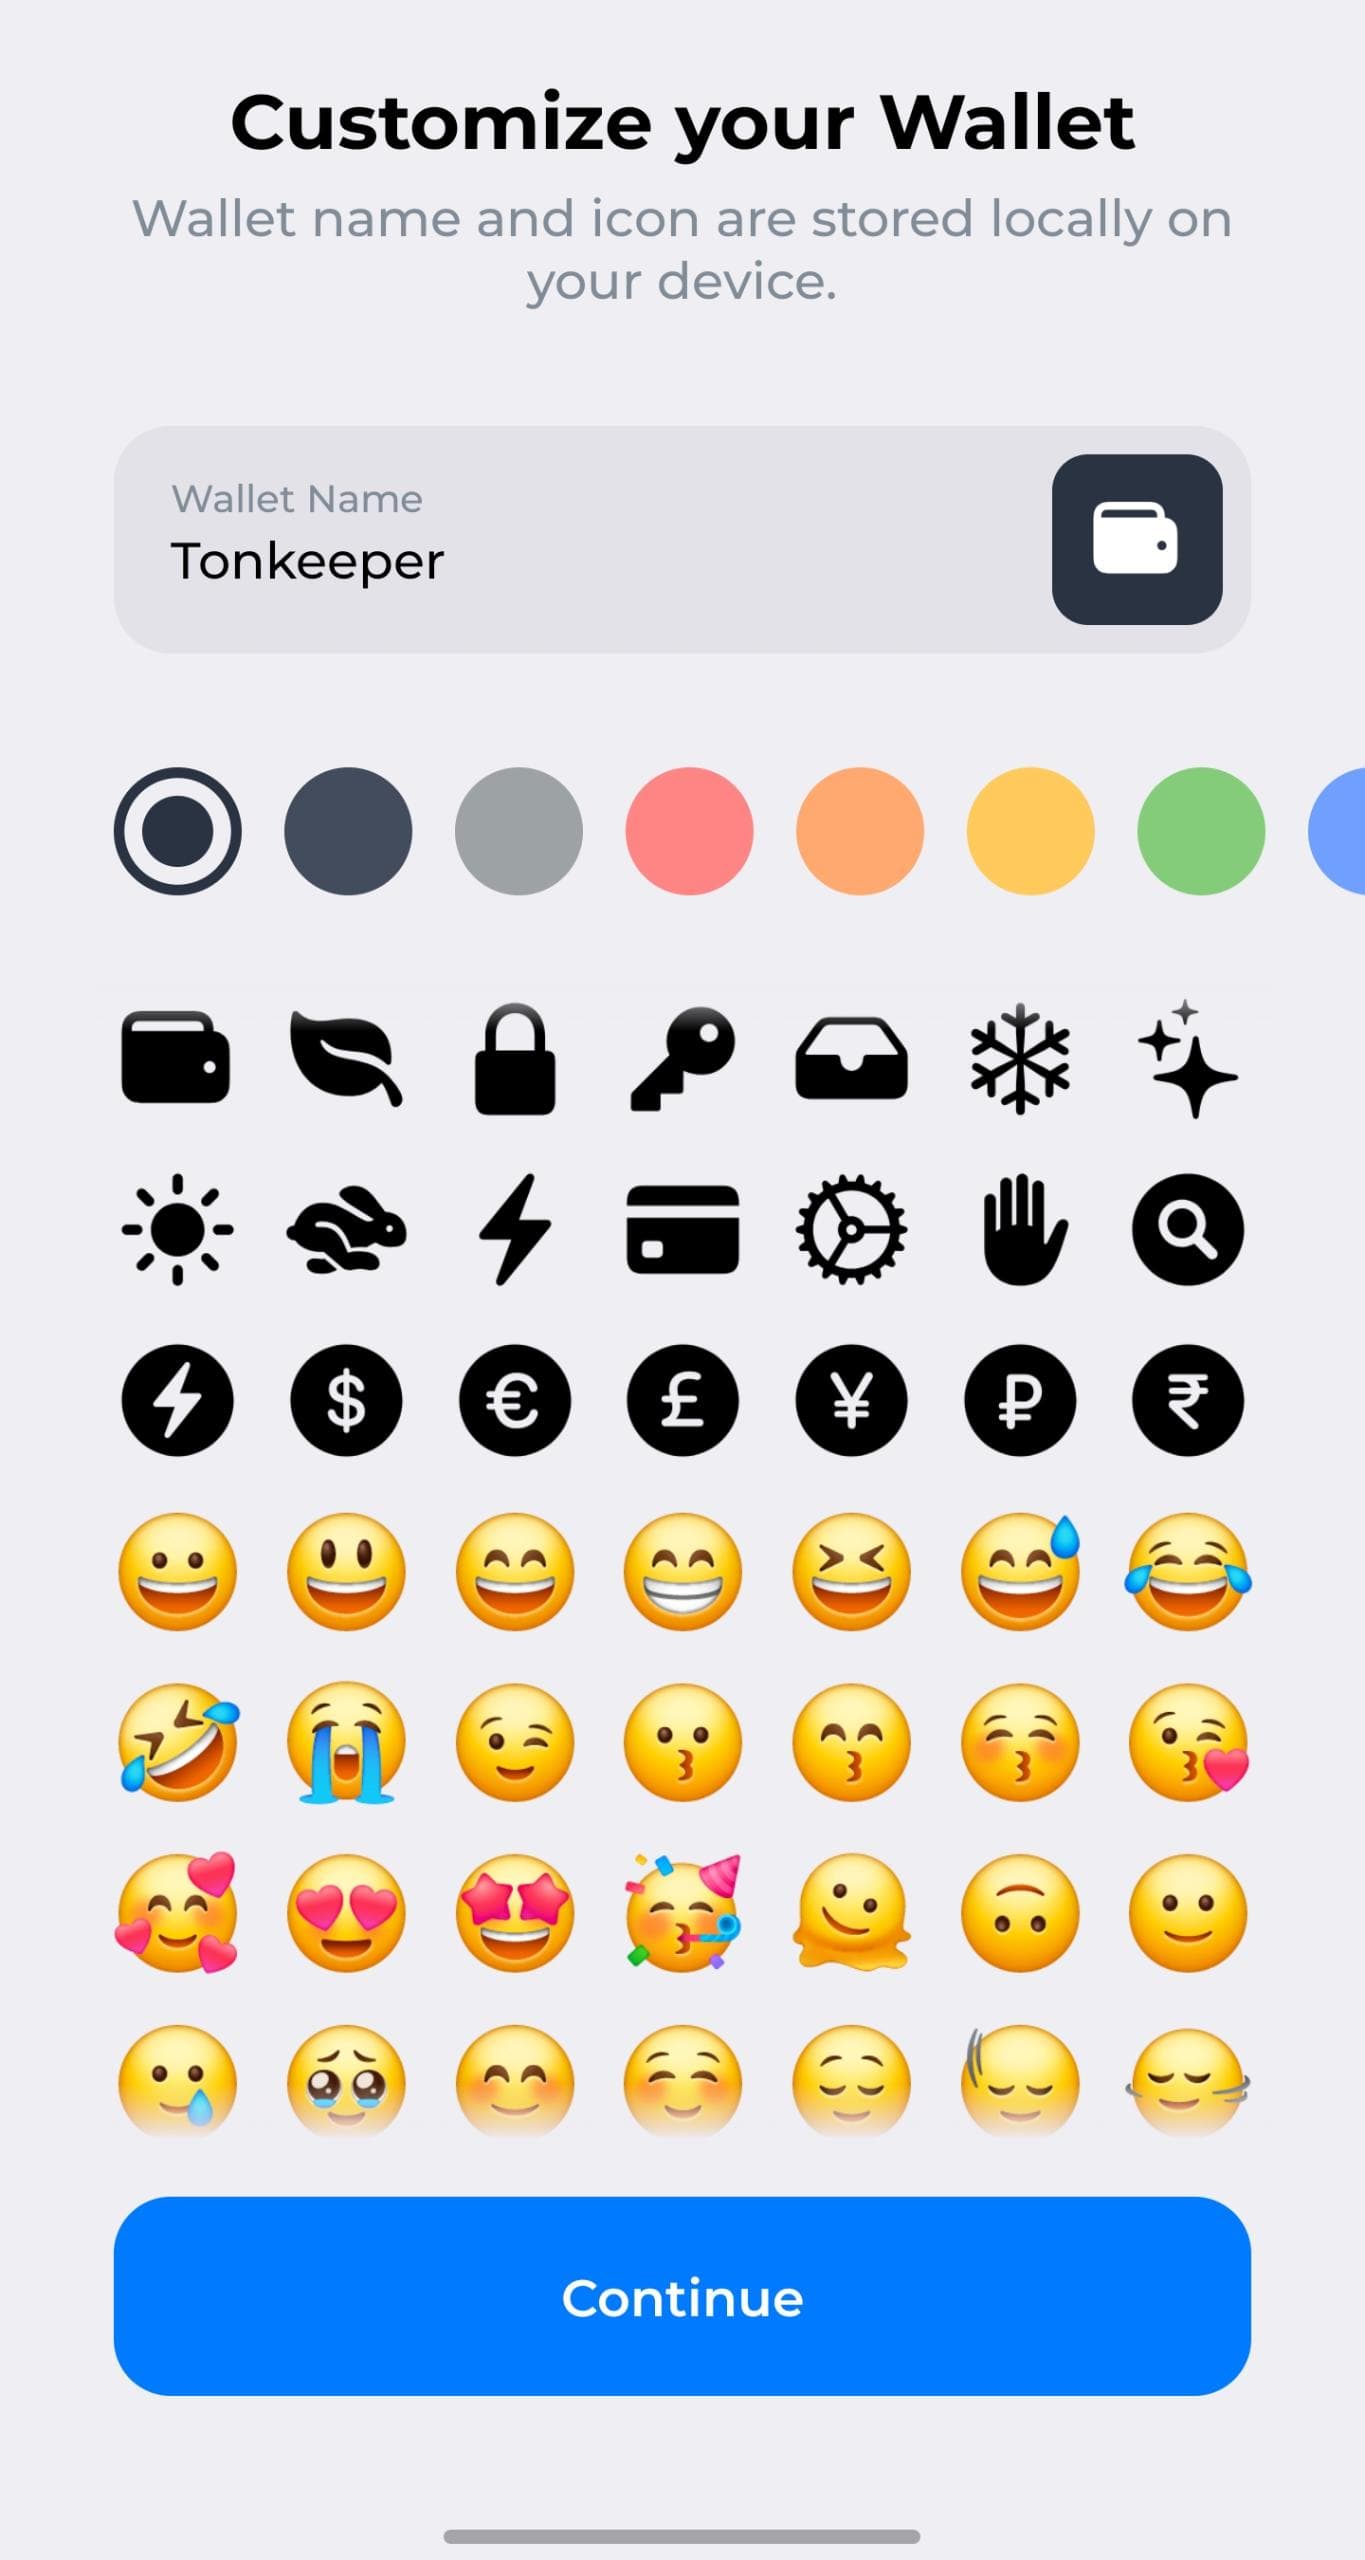 Customize your Wallet
Wallet name and icon are stored locally on
your device.
Wallet Name
Tonkeeper
$ € £ ¥ ₽ ₹
Continue